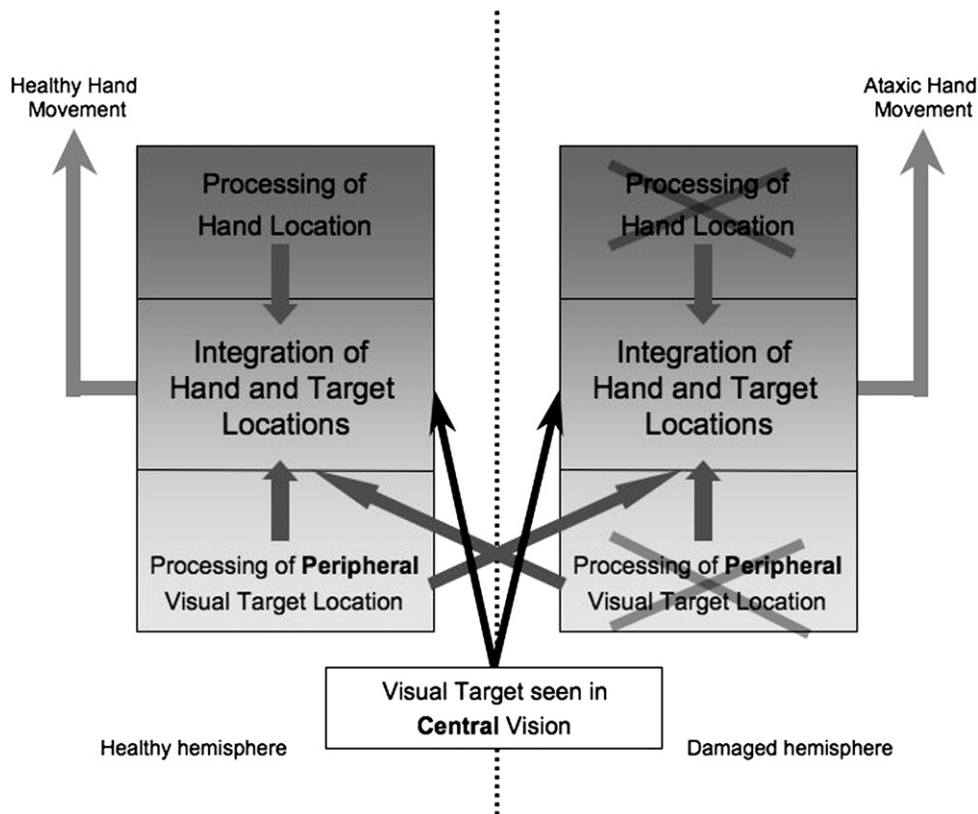 Healthy Hand
Movement
Ataxic Hand
Movement
Processing of
Hand Location
Processing of
Hand Location
Integration of
Hand and Target
Locations
Integration of
Hand and Target
Locations
Processing of Peripheral
Visual Target Location
Processing of Peripheral
Visual Target Location
Visual Target seen in
Central Vision
Healthy hemisphere
Damaged hemisphere